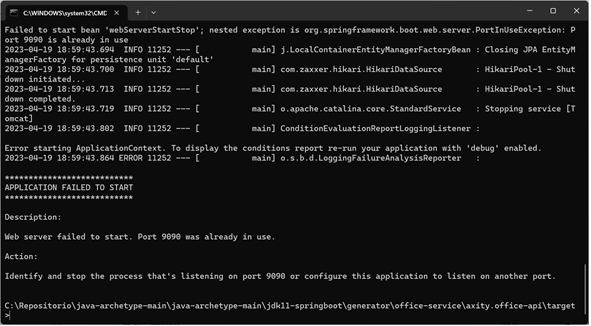 C:\WINDOWS\system32\CMD
Failed to start bean 'webServerStartStop'; nested exception is org.springframework.boot.web.server.PortInUseException: P
ort 9090 is already in use
2023-04-19 18:59:43.694  INFO 11252 --- [           main] j.LocalContainerEntityManagerFactoryBean : Closing JPA EntityM
anagerFactory for persistence unit 'default'
2023-04-19 18:59:43.700  INFO 11252 --- [           main] com.zaxxer.hikari.HikariDataSource       : HikariPool-1 - Shut
down initiated...
2023-04-19 18:59:43.713  INFO 11252 --- [           main] com.zaxxer.hikari.HikariDataSource       : HikariPool-1 - Shut
down completed.
2023-04-19 18:59:43.719  INFO 11252 --- [           main] o.apache.catalina.core.StandardService   : Stopping service [T
omcat]
2023-04-19 18:59:43.802  INFO 11252 --- [           main] ConditionEvaluationReportLoggingListener :
Error starting ApplicationContext. To display the conditions report re-run your application with 'debug' enabled.
2023-04-19 18:59:43.864 ERROR 11252 --- [           main] o.s.b.d.LoggingFailureAnalysisReporter   :
***************************
APPLICATION FAILED TO START
***************************
Description:
Web server failed to start. Port 9090 was already in use.
Action:
Identify and stop the process that's listening on port 9090 or configure this application to listen on another port.
C:\Repositorio\java-archetype-main\java-archetype-main\jdk11-springboot\generator\office-service\axity.office-api\target
>